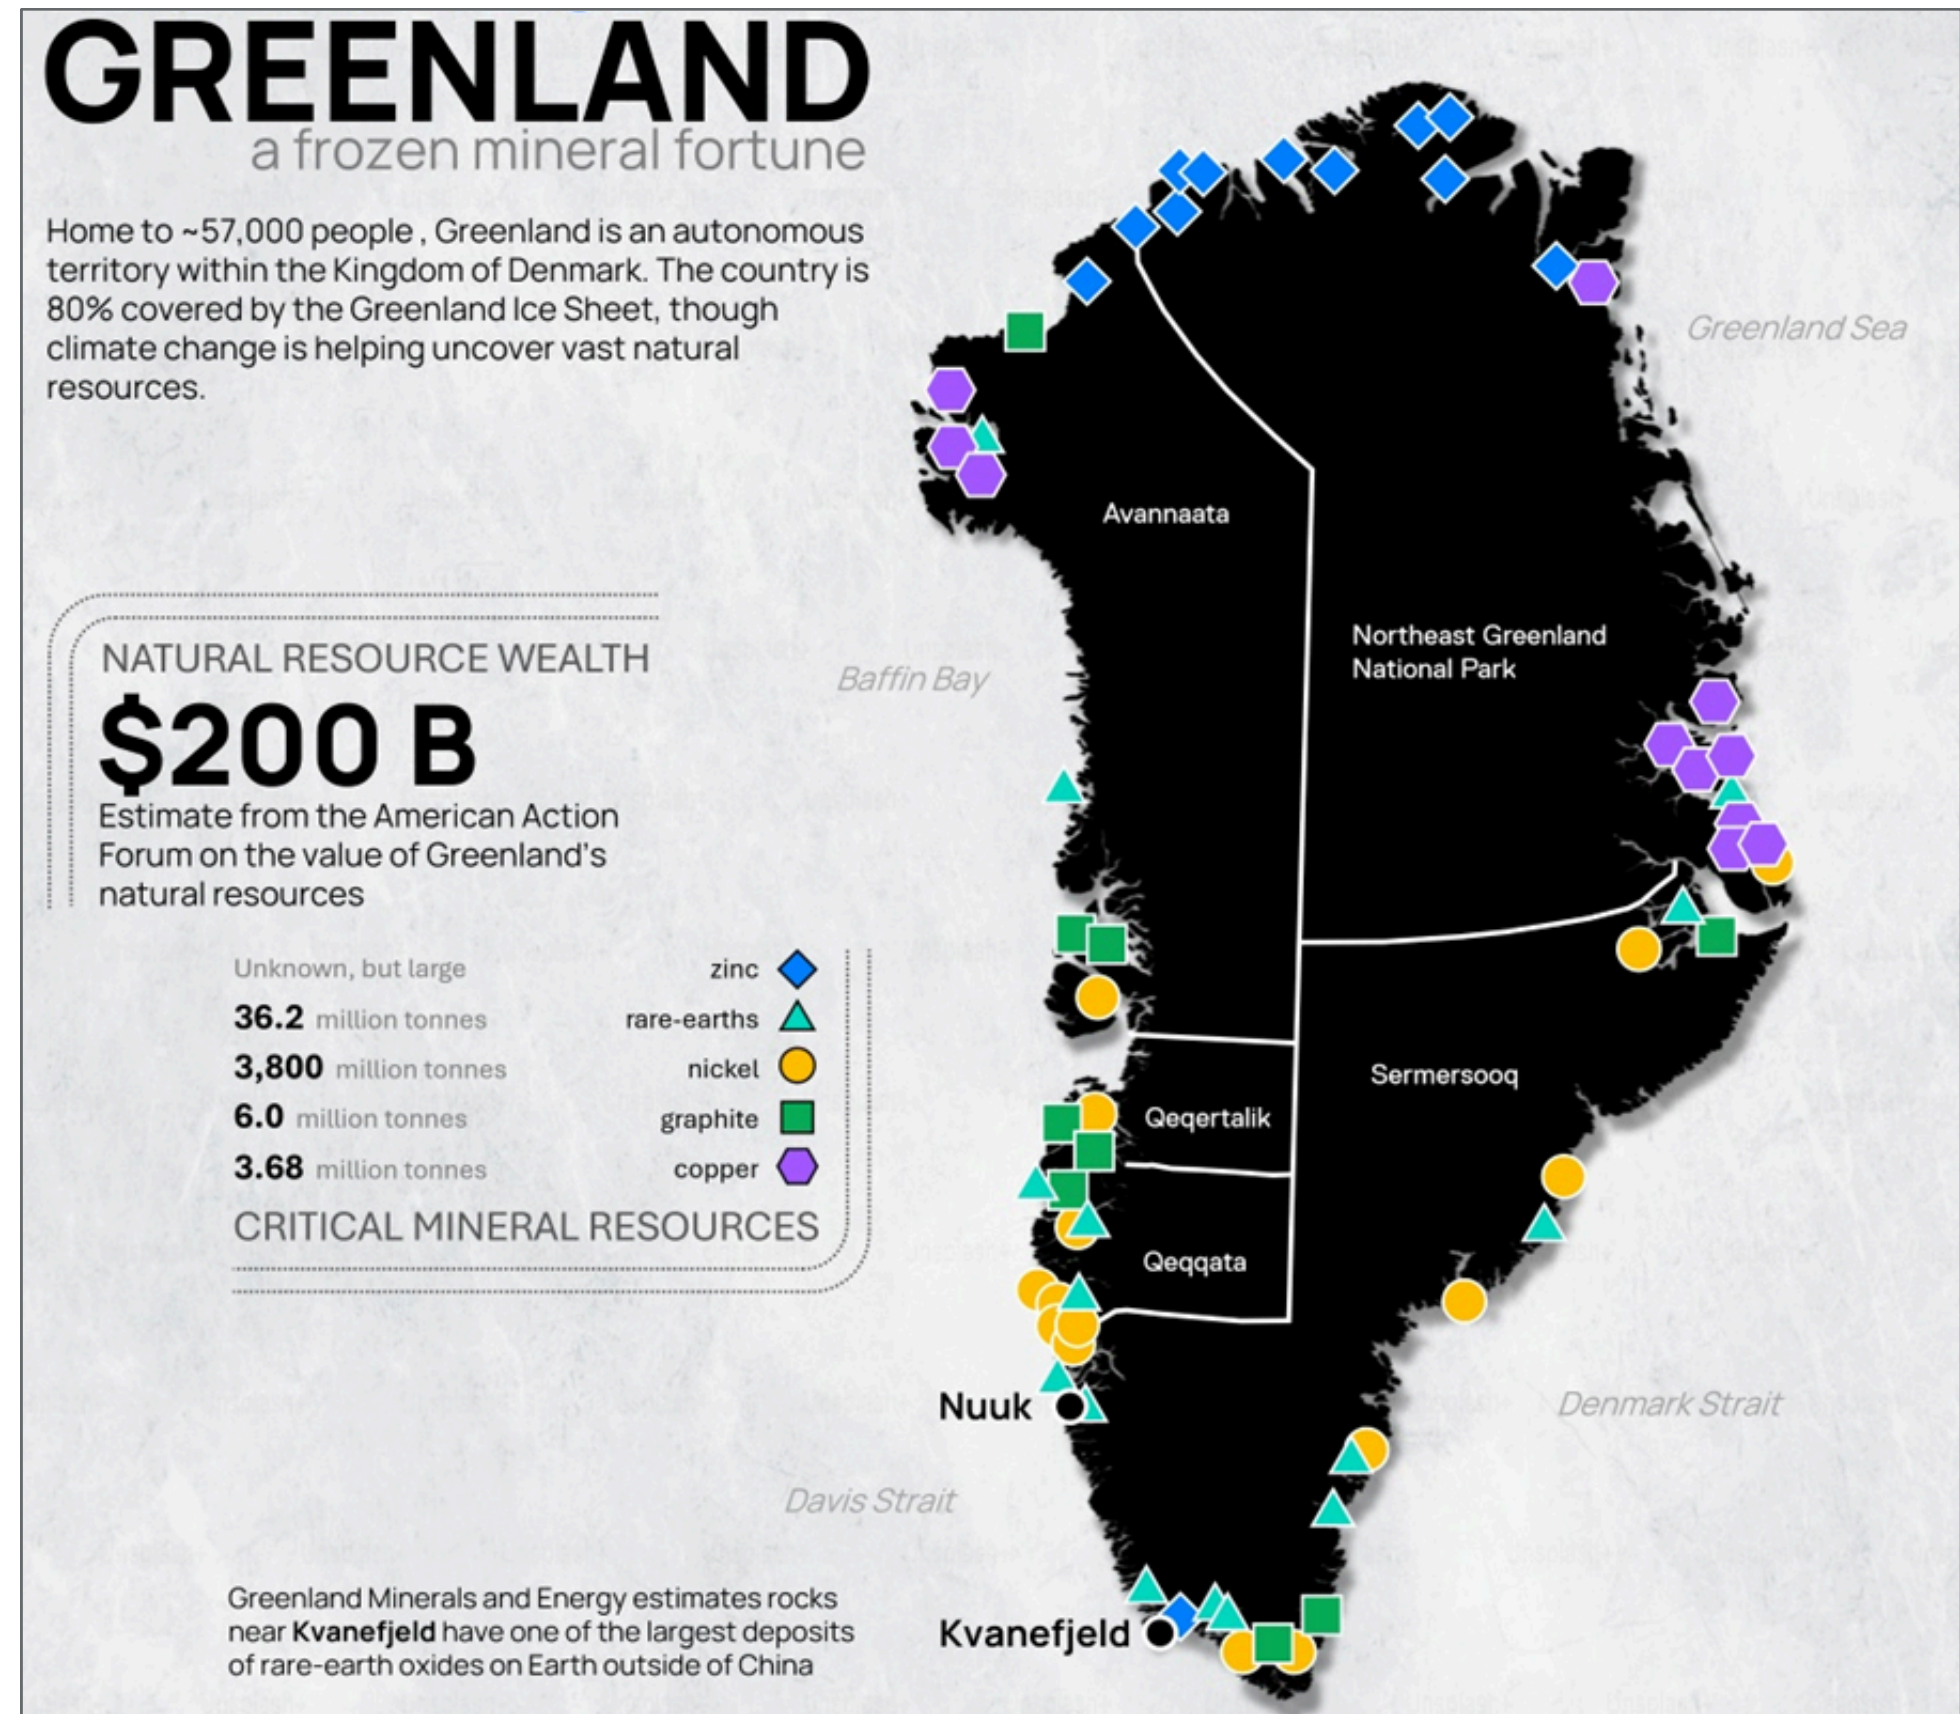 GREENLAND
a frozen mineral fortune
Home to ~57,000 people , Greenland is an autonomous
territory within the Kingdom of Denmark. The country is
80% covered by the Greenland Ice Sheet, though
climate change is helping uncover vast natural
resources.
NATURAL RESOURCE WEALTH
$200 B
Estimate from the American Action
Forum on the value of Greenland's
natural resources
Unknown, but large zinc
36.2 million tonnes rare-earths
3,800 million tonnes nickel
6.0 million tonnes graphite
3.68 million tonnes copper
CRITICAL MINERAL RESOURCES
Greenland Minerals and Energy estimates rocks
near Kvanefjeld have one of the largest deposits
of rare-earth oxides on Earth outside of China
Greenland Sea
Avannaata
Northeast Greenland
National Park
Baffin Bay
Sermersooq
Qeqertalik
Qeqqata
Nuuk
Denmark Strait
Davis Strait
Kvanefjeld